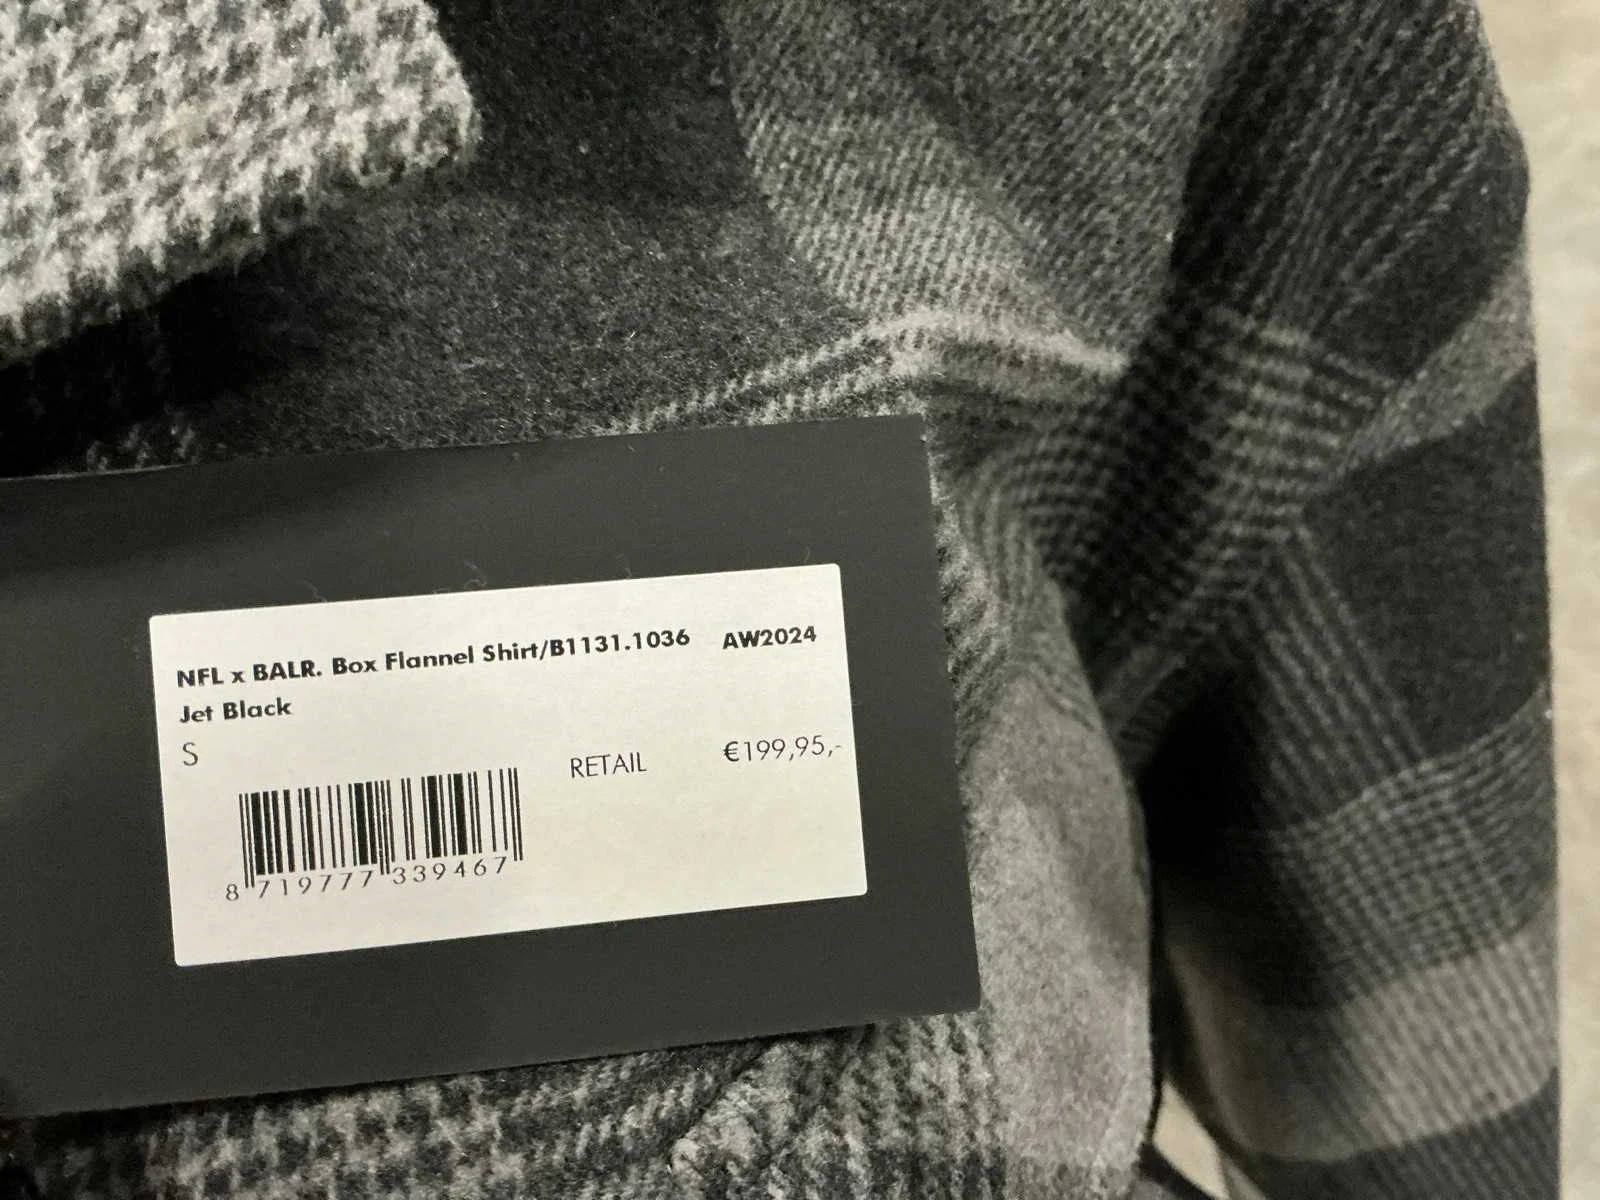 NFL x BALR. Box Flannel Shirt/B1131.1036 AW2024
Jet Black
S
RETAIL €199,95,-
8 719777 339467